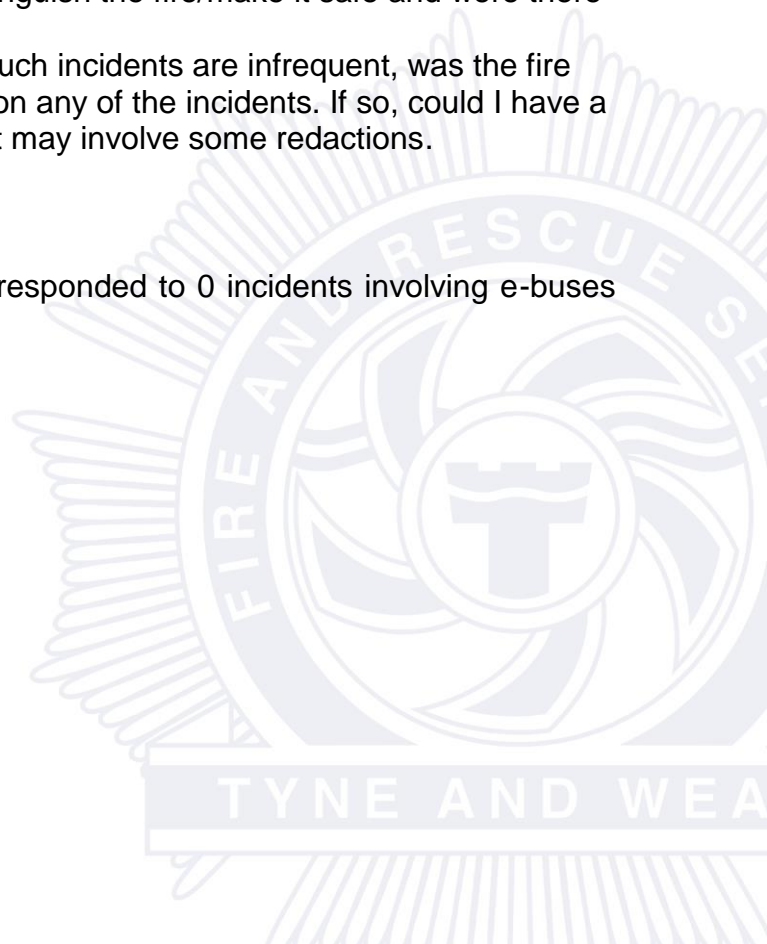 nguish the fire/make it safe and were there
uch incidents are infrequent, was the fire
on any of the incidents. If so, could I have a
t may involve some redactions.
responded to 0 incidents involving e-buses
FIRE AND RESCUE SE
TYNE AND WEA